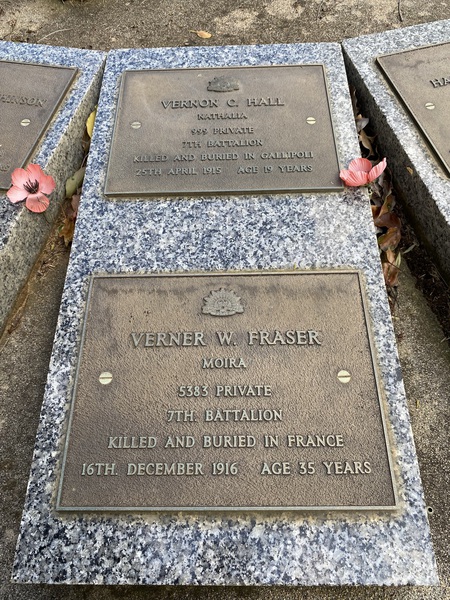 VERNON C. HALL
NATHALIA
995 PRIVATE
7TH BATTALION
KILLED AND BURIED IN GALLIPOLI
25TH APRIL 1915 AGE 19 YEARS
VERNER W. FRASER
MOIRA
5383 PRIVATE
7TH. BATTALION
KILLED AND BURIED IN FRANCE
16TH. DECEMBER 1916 AGE 35 YEARS